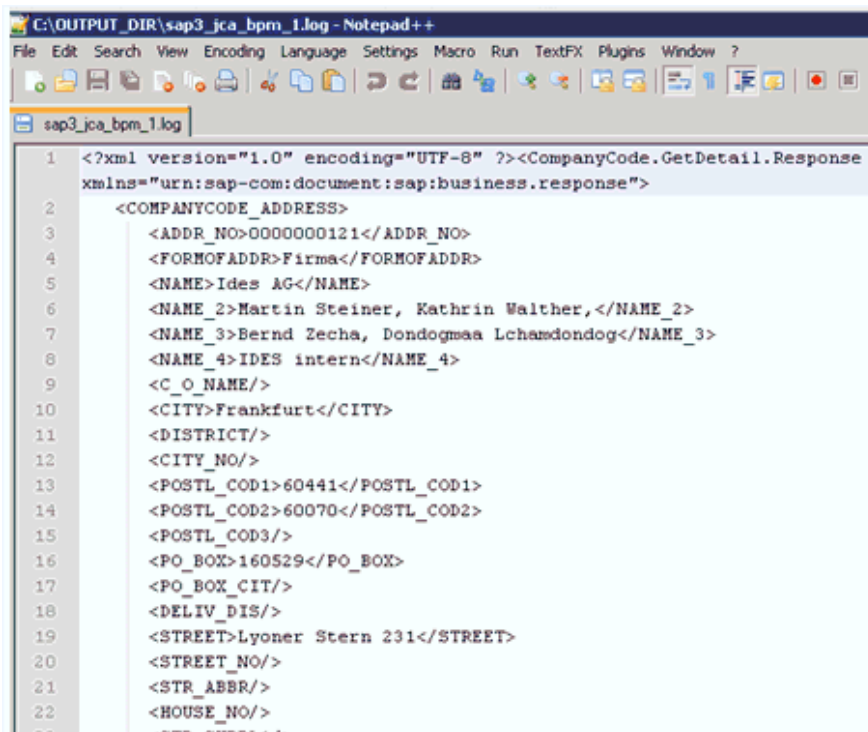 C:\OUTPUT_DIR\sap3_jca_bpm_1.log - Notepad++
File Edit Search View Encoding Language Settings Macro Run TextFX Plugins Window ?
sap3_jca_bpm_1.log
1 <?xml version="1.0" encoding="UTF-8" ?><CompanyCode.GetDetail.Response
xmlns="urn:sap-com:document:sap:business.response">
2 <COMPANYCODE_ADDRESS>
3 <ADDR_NO>0000000121</ADDR_NO>
4 <FORMOFADDR>Firma</FORMOFADDR>
5 <NAME>Ides AG</NAME>
6 <NAME_2>Martin Steiner, Kathrin Walther,</NAME_2>
7 <NAME_3>Bernd Zecha, Dondogmaa Lchamdondog</NAME_3>
8 <NAME_4>IDES intern</NAME_4>
9 <C_O_NAME/>
10 <CITY>Frankfurt</CITY>
11 <DISTRICT/>
12 <CITY_NO/>
13 <POSTL_COD1>60441</POSTL_COD1>
14 <POSTL_COD2>60070</POSTL_COD2>
15 <POSTL_COD3/>
16 <PO_BOX>160529</PO_BOX>
17 <PO_BOX_CIT/>
18 <DELIV_DIS/>
19 <STREET>Lyoner Stern 231</STREET>
20 <STREET_NO/>
21 <STR_ABBR/>
22 <HOUSE_NO/>